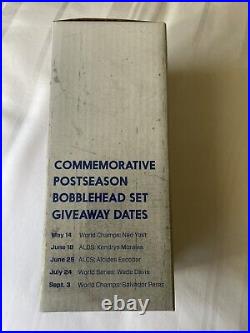 COMMEMORATIVE
POSTSEASON
BOBBLEHEAD SET
GIVEAWAY DATES
May 14 World Champs: Ned Yost
June 18 ALDS: Kendrys Morales
June 25 ALCS: Alcides Escobar
July 24 World Series: Wade Davis
Sept. 3 World Champs: Salvador Perez